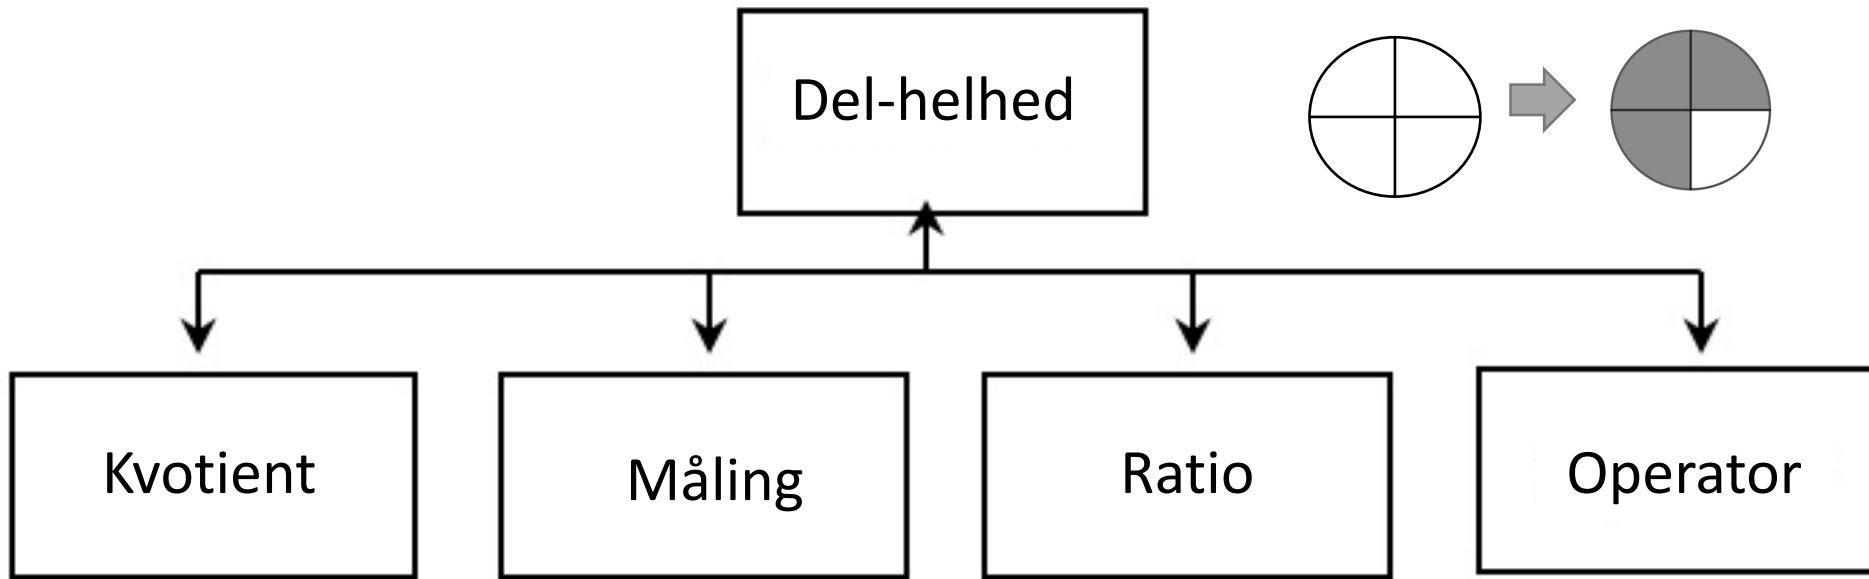 Del-helhed
Kvotient
Måling
Ratio
Operator